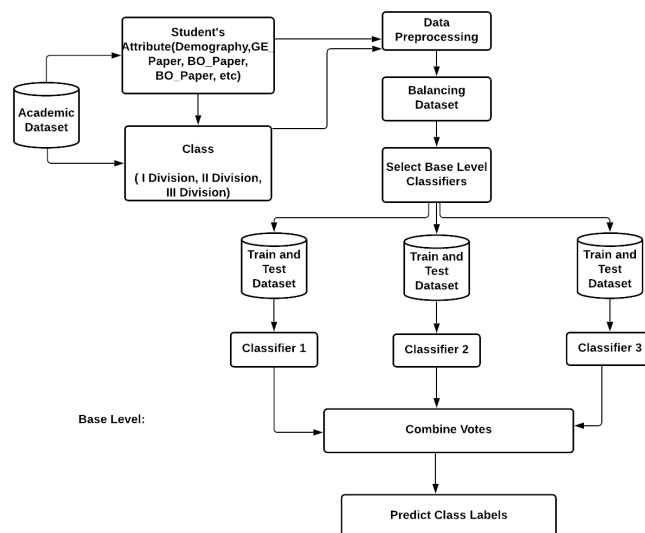 Student's
Attribute(Demography,GE_
Paper, BO_Paper,
BO_Paper, etc)
Data
Preprocessing
Academic
Dataset
Balancing
Dataset
Class
( I Division, II Division,
III Division)
Select Base Level
Classifiers
Train and
Test
Dataset
Train and
Test
Dataset
Train and
Test
Dataset
Classifier 1
Classifier 2
Classifier 3
Base Level:
Combine Votes
Predict Class Labels